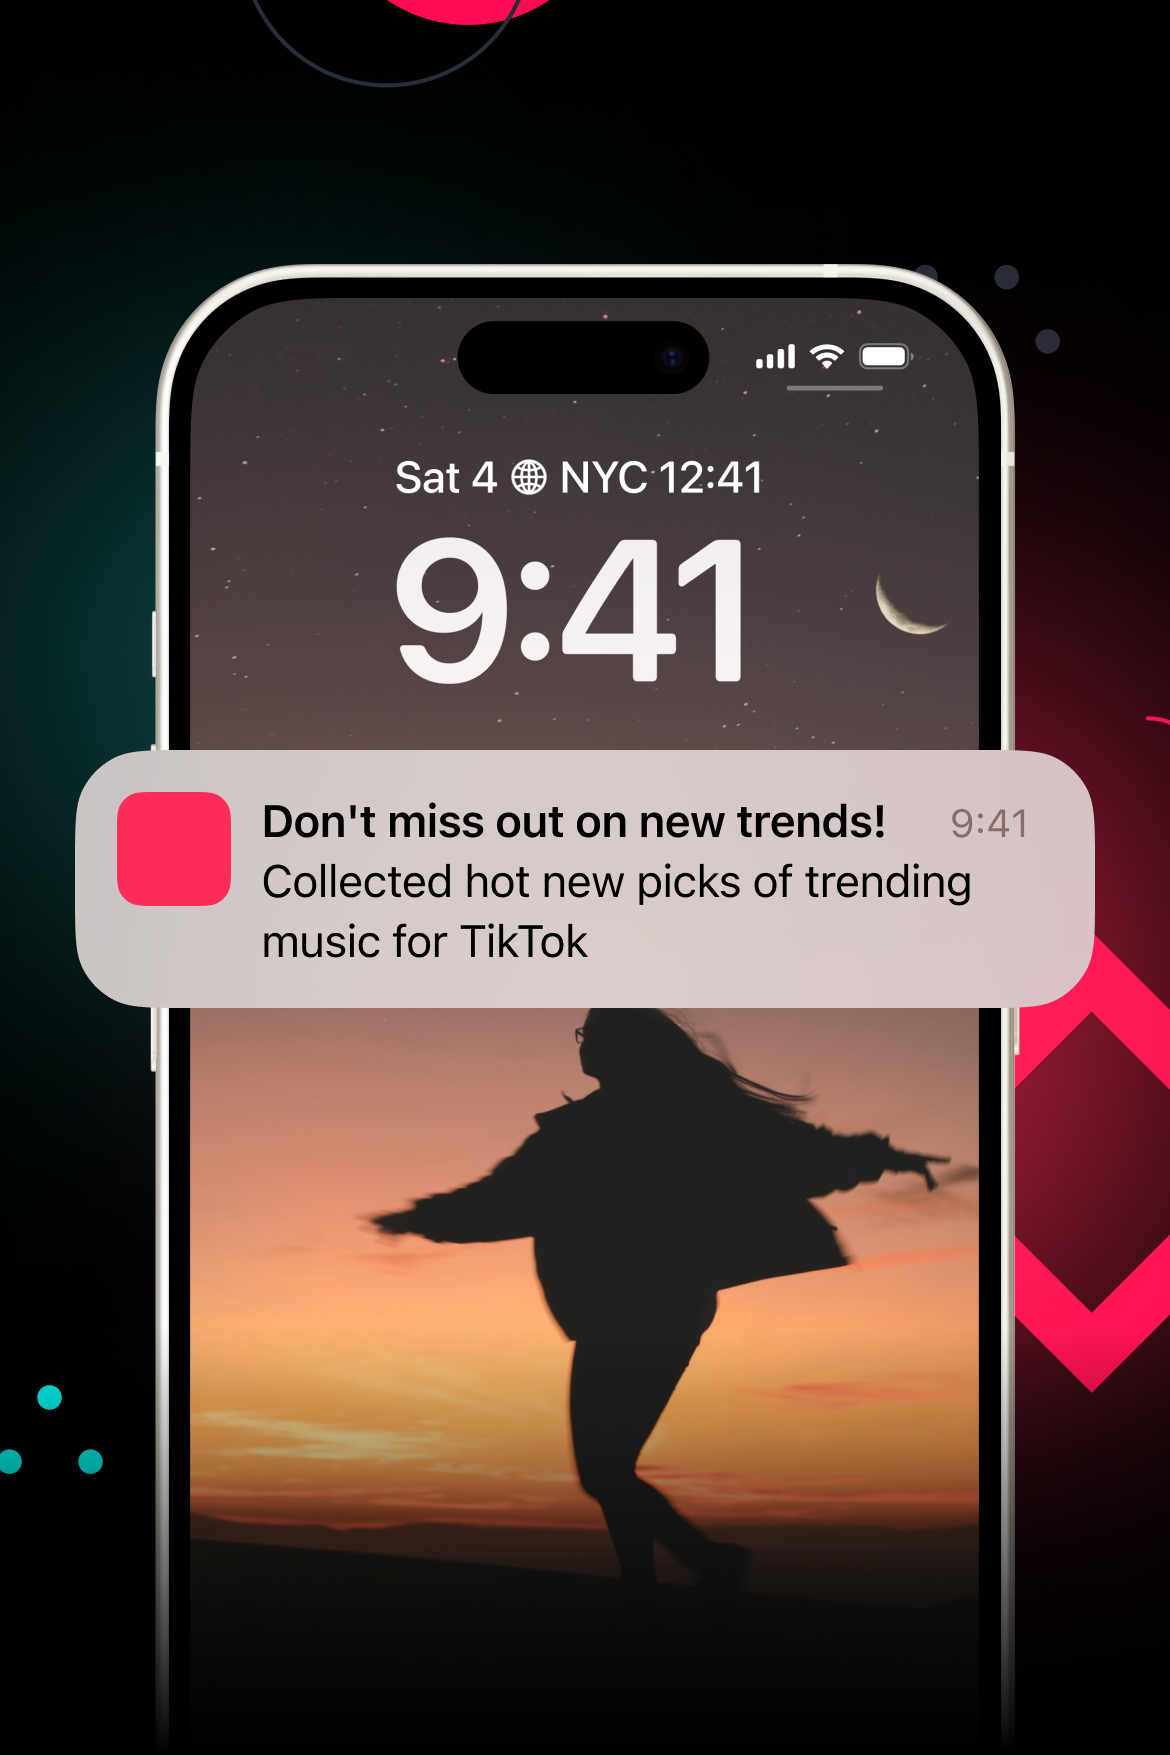 Sat 4 NYC 12:41
9:41
Don't miss out on new trends! 9:41
Collected hot new picks of trending
music for TikTok